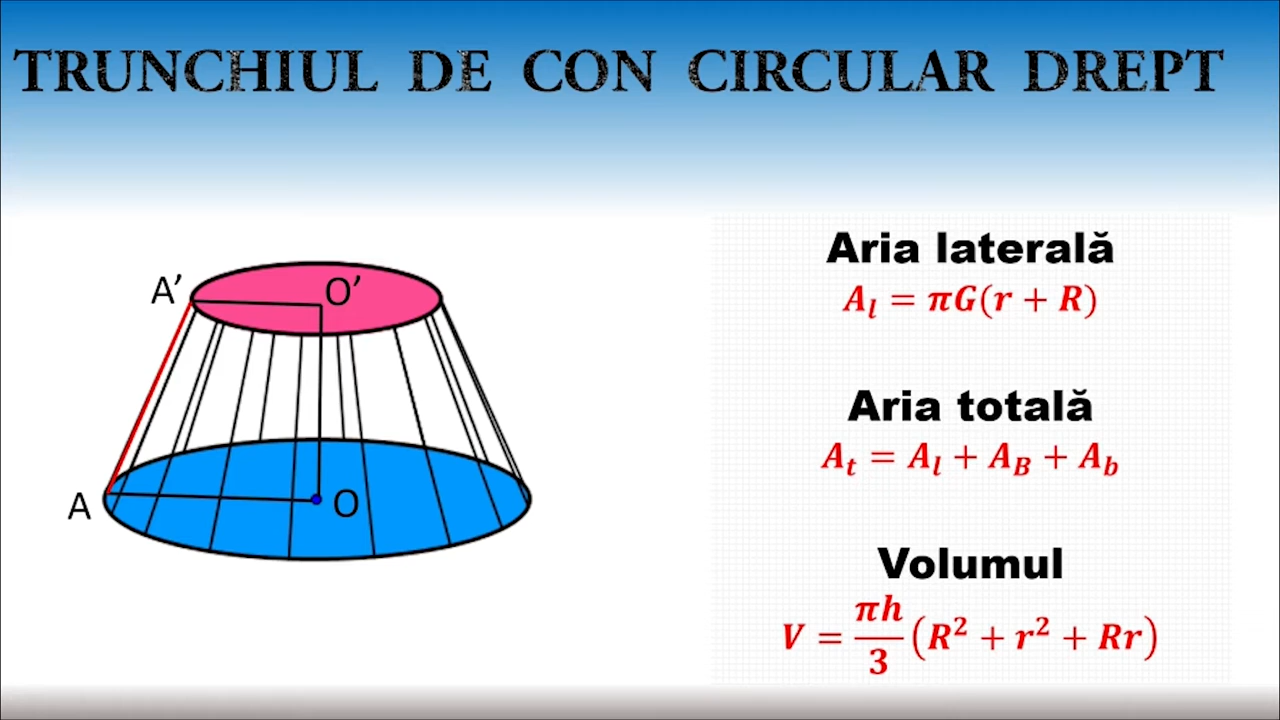 TRUNCHIUL DE CON CIRCULAR DREPT
A’
O’
A
O
Aria laterală
A_l = πG(r + R)
Aria totală
A_t = A_l + A_B + A_b
Volumul
V = πh/3 (R² + r² + Rr)